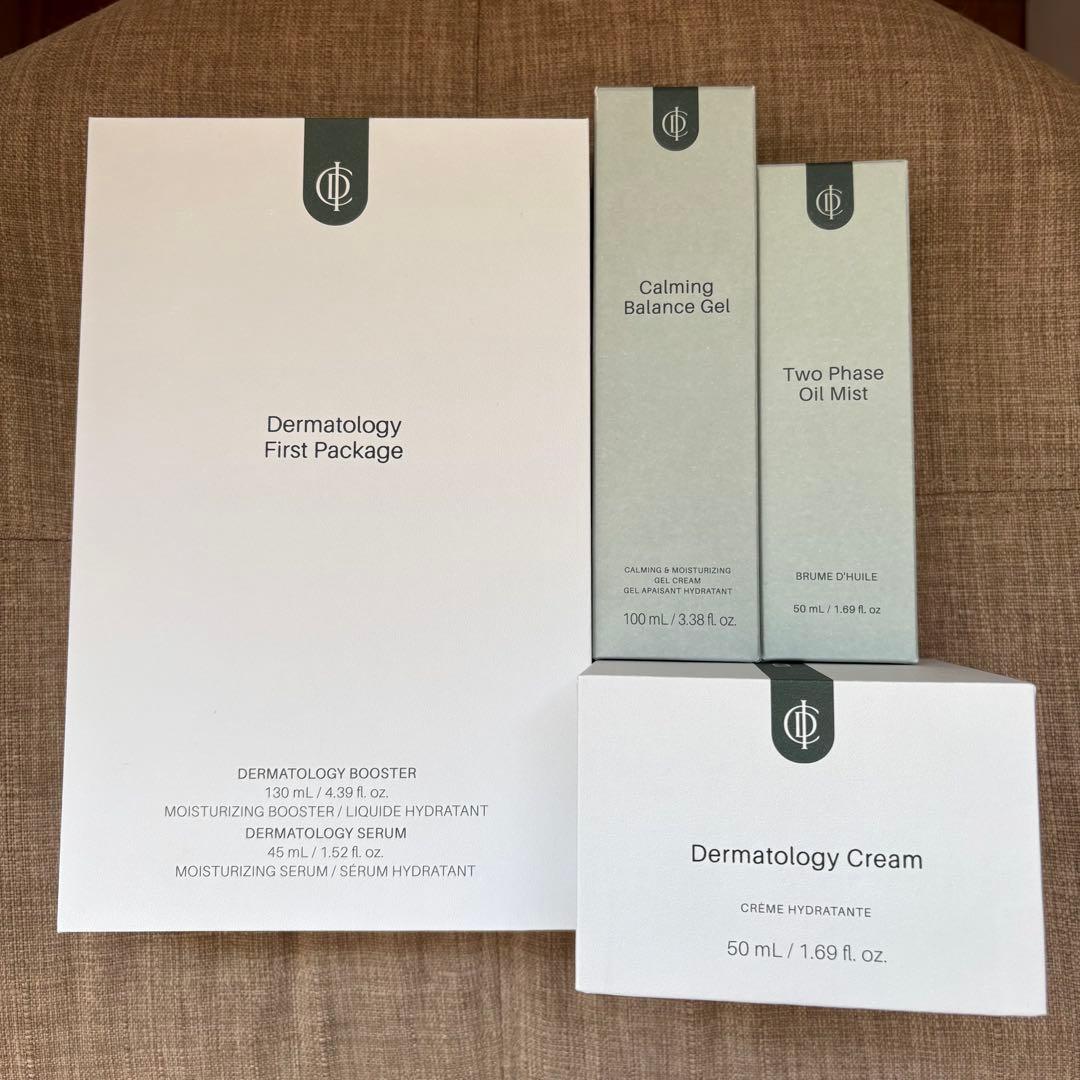 Dermatology
First Package
DERMATOLOGY BOOSTER
130 mL / 4.39 fl. oz.
MOISTURIZING BOOSTER / LIQUIDE HYDRATANT
DERMATOLOGY SERUM
45 mL / 1.52 fl. oz.
MOISTURIZING SERUM / SÉRUM HYDRATANT
Calming
Balance Gel
CALMING & MOISTURIZING
GEL CREAM
GEL APAISANT HYDRATANT
100 mL / 3.38 fl. oz.
Two Phase
Oil Mist
BRUME D'HUILE
50 mL / 1.69 fl. oz
Dermatology Cream
CRÈME HYDRATANTE
50 mL / 1.69 fl. oz.